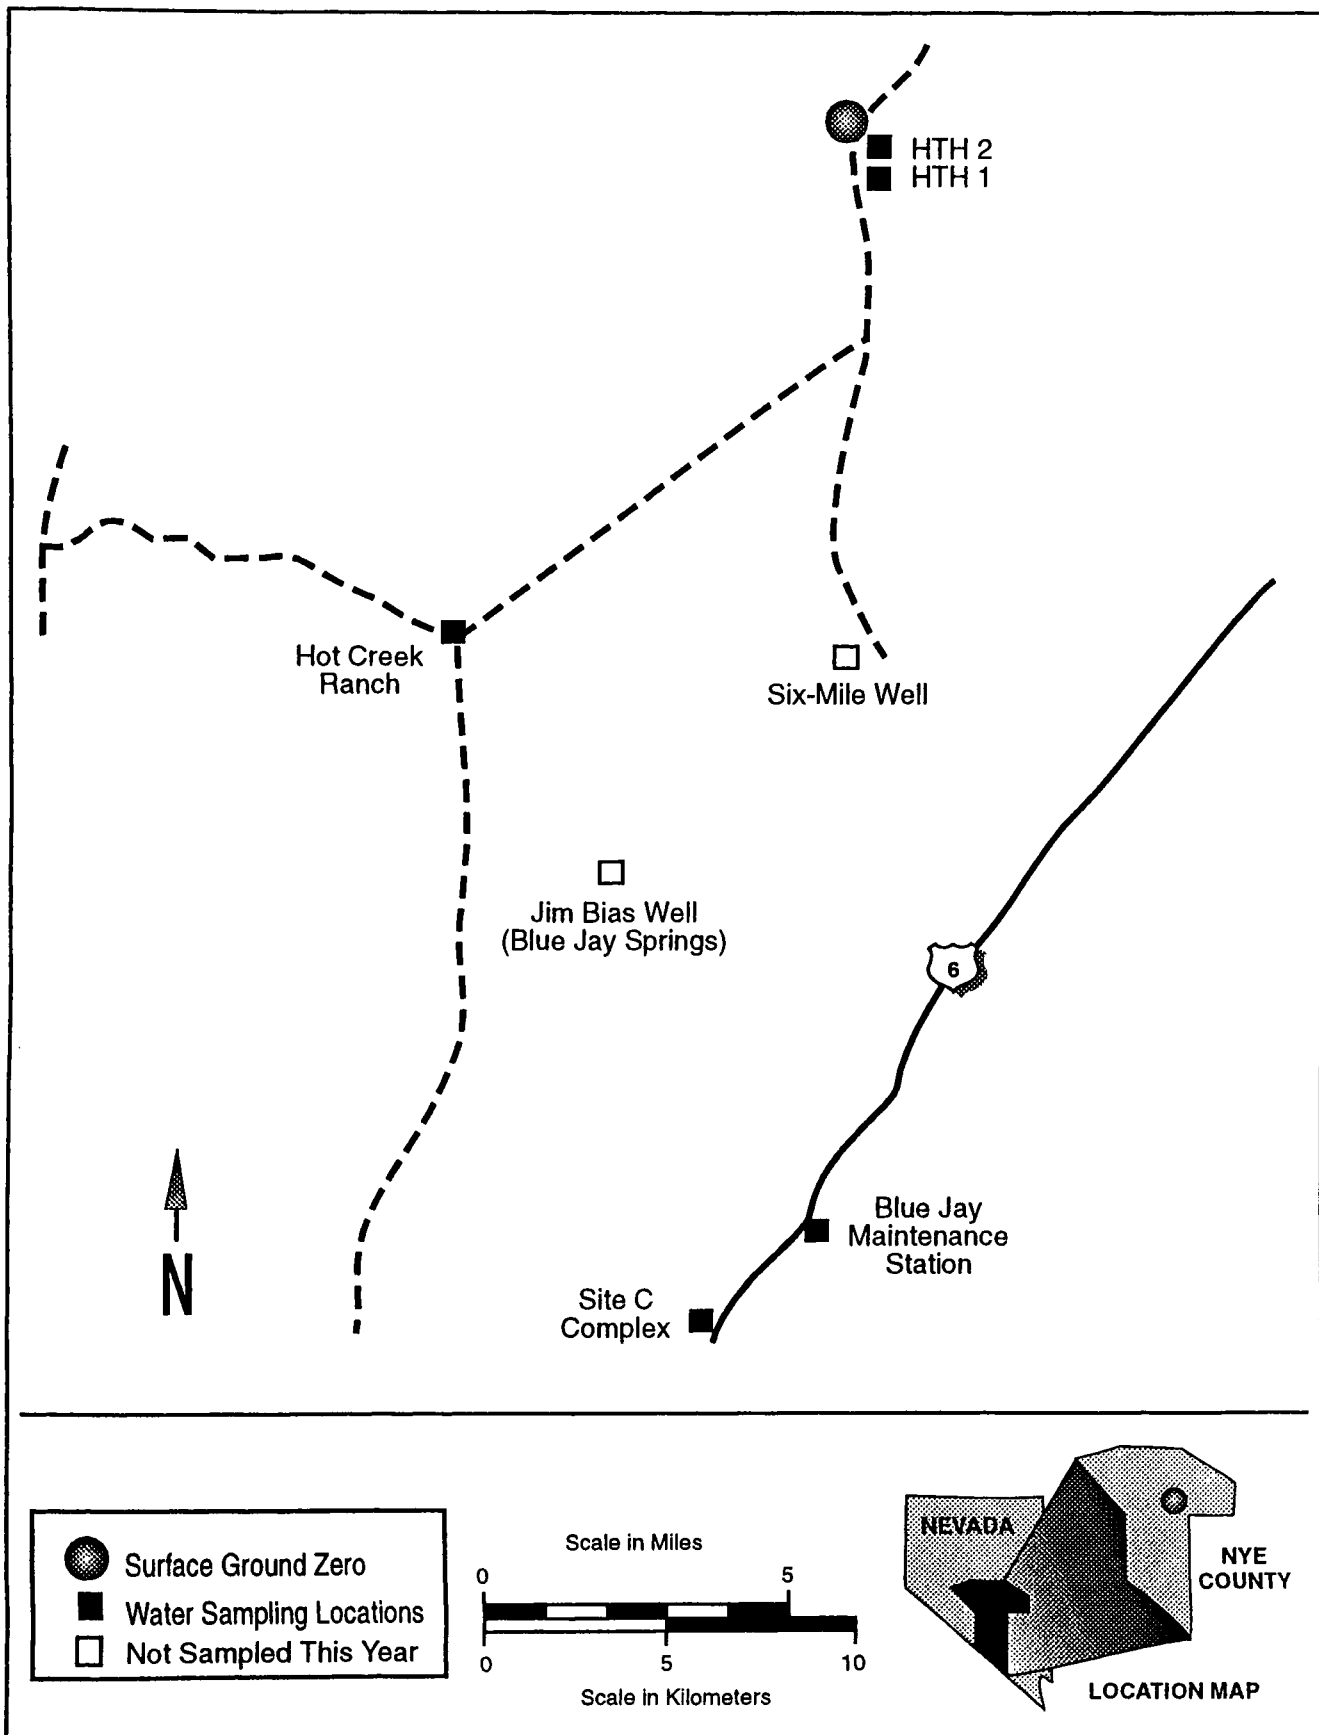 HTH 2
HTH 1
Hot Creek
Ranch
Six-Mile Well
Jim Bias Well
(Blue Jay Springs)
6
Blue Jay
Maintenance
Station
Site C
Complex
N
Surface Ground Zero
Water Sampling Locations
Not Sampled This Year
Scale in Miles
0 5
0 5 10
Scale in Kilometers
NEVADA
NYE
COUNTY
LOCATION MAP